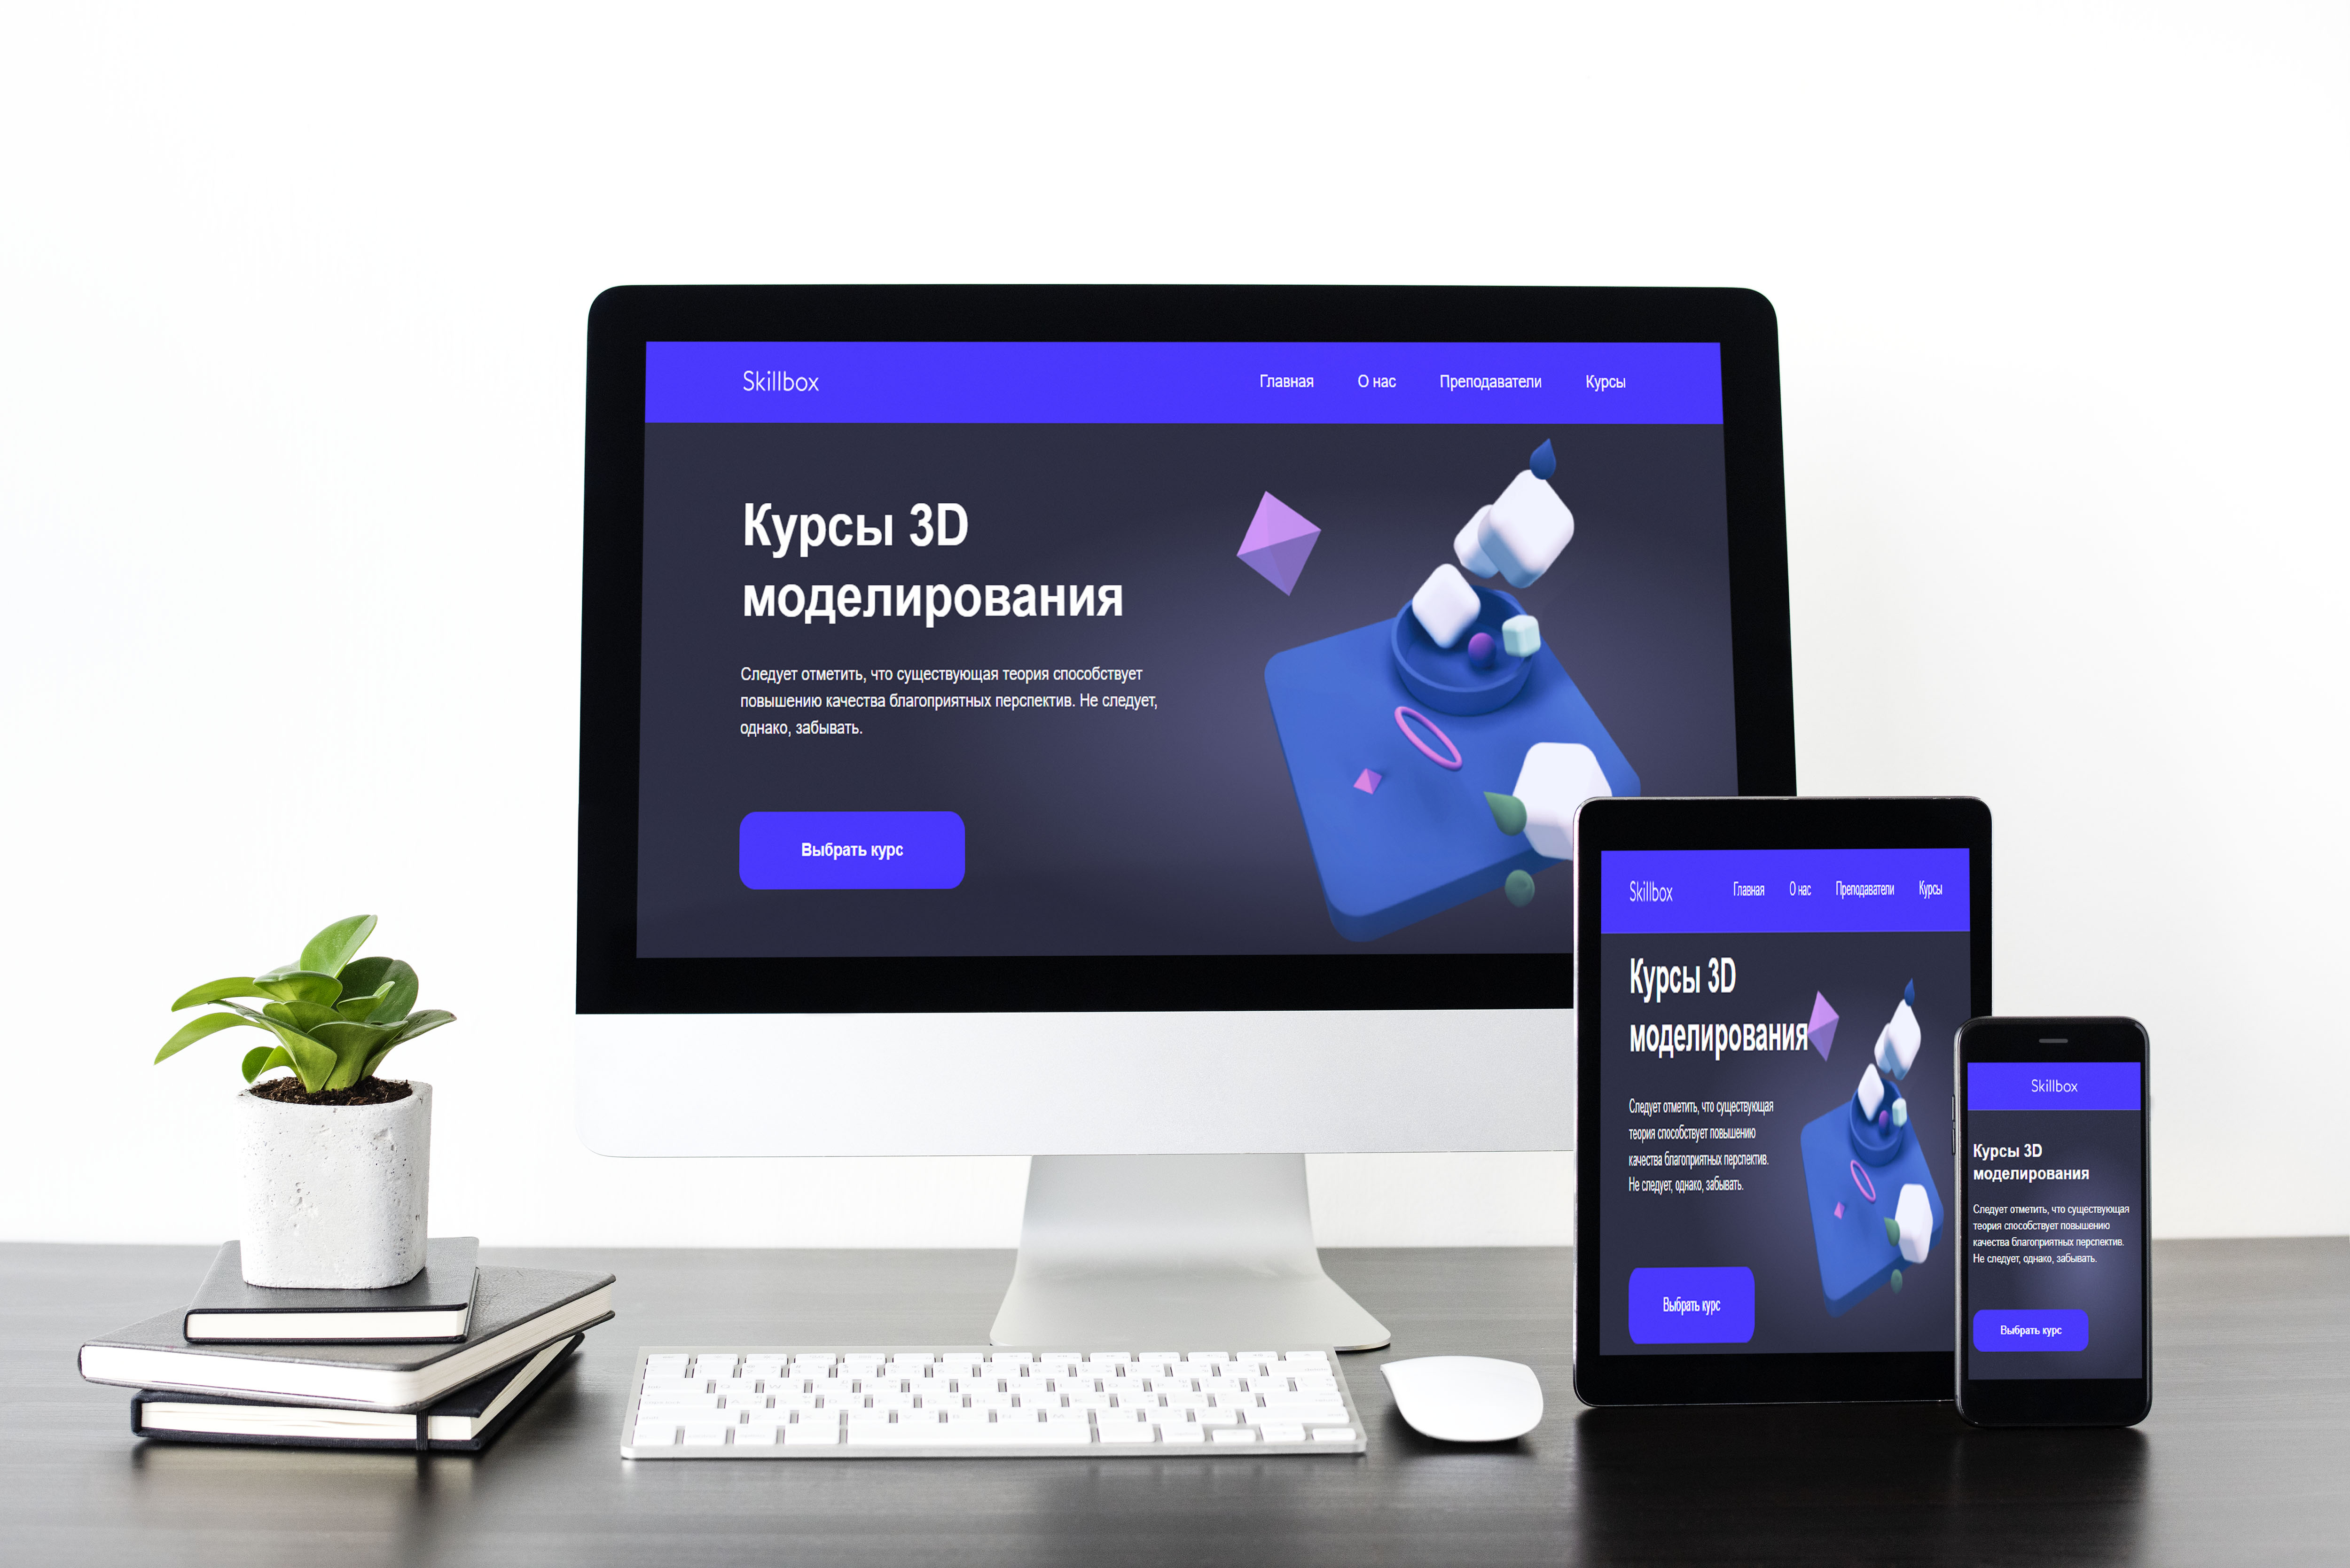 Skillbox
Главная О нас Преподаватели Курсы
Курсы 3D
моделирования
Следует отметить, что существующая теория способствует
повышению качества благоприятных перспектив. Не следует,
однако, забывать.
Выбрать курс
Skillbox
Главная О нас Преподаватели Курсы
Курсы 3D
моделирования
Следует отметить, что существующая
теория способствует повышению
качества благоприятных перспектив.
Не следует, однако, забывать.
Выбрать курс
Skillbox
Курсы 3D
моделирования
Следует отметить, что существующая
теория способствует повышению
качества благоприятных перспектив.
Не следует, однако, забывать.
Выбрать курс